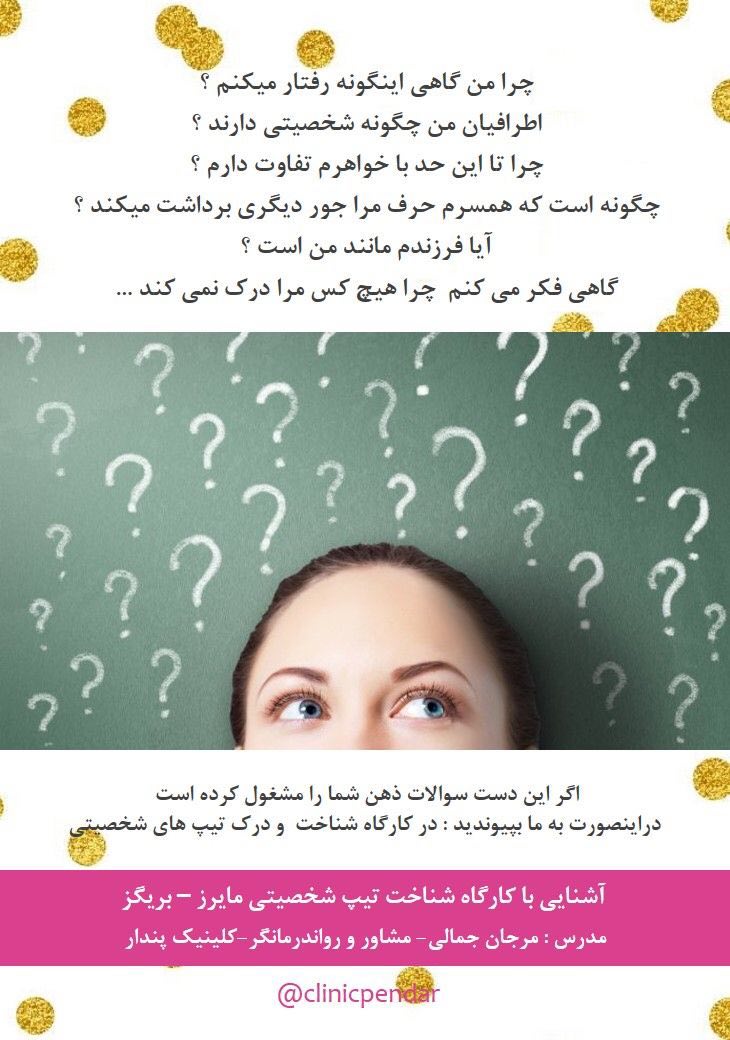 چرا من گاهی اینگونه رفتار میکنم ؟
اطرافیان من چگونه شخصیتی دارند ؟
چرا تا این حد با خواهرم تفاوت دارم ؟
چگونه است که همسرم حرف مرا جور دیگری برداشت میکند ؟
آیا فرزندم مانند من است ؟
گاهی فکر می کنم چرا هیچ کس مرا درک نمی کند ...
اگر این دست سوالات ذهن شما را مشغول کرده است
دراینصورت به ما بپیوندید : در کارگاه شناخت و درک تیپ های شخصیتی
آشنایی با کارگاه شناخت تیپ شخصیتی مایرز – بریگز
مدرس : مرجان جمالی- مشاور و رواندرمانگر-کلینیک پندار
@clinicpendar